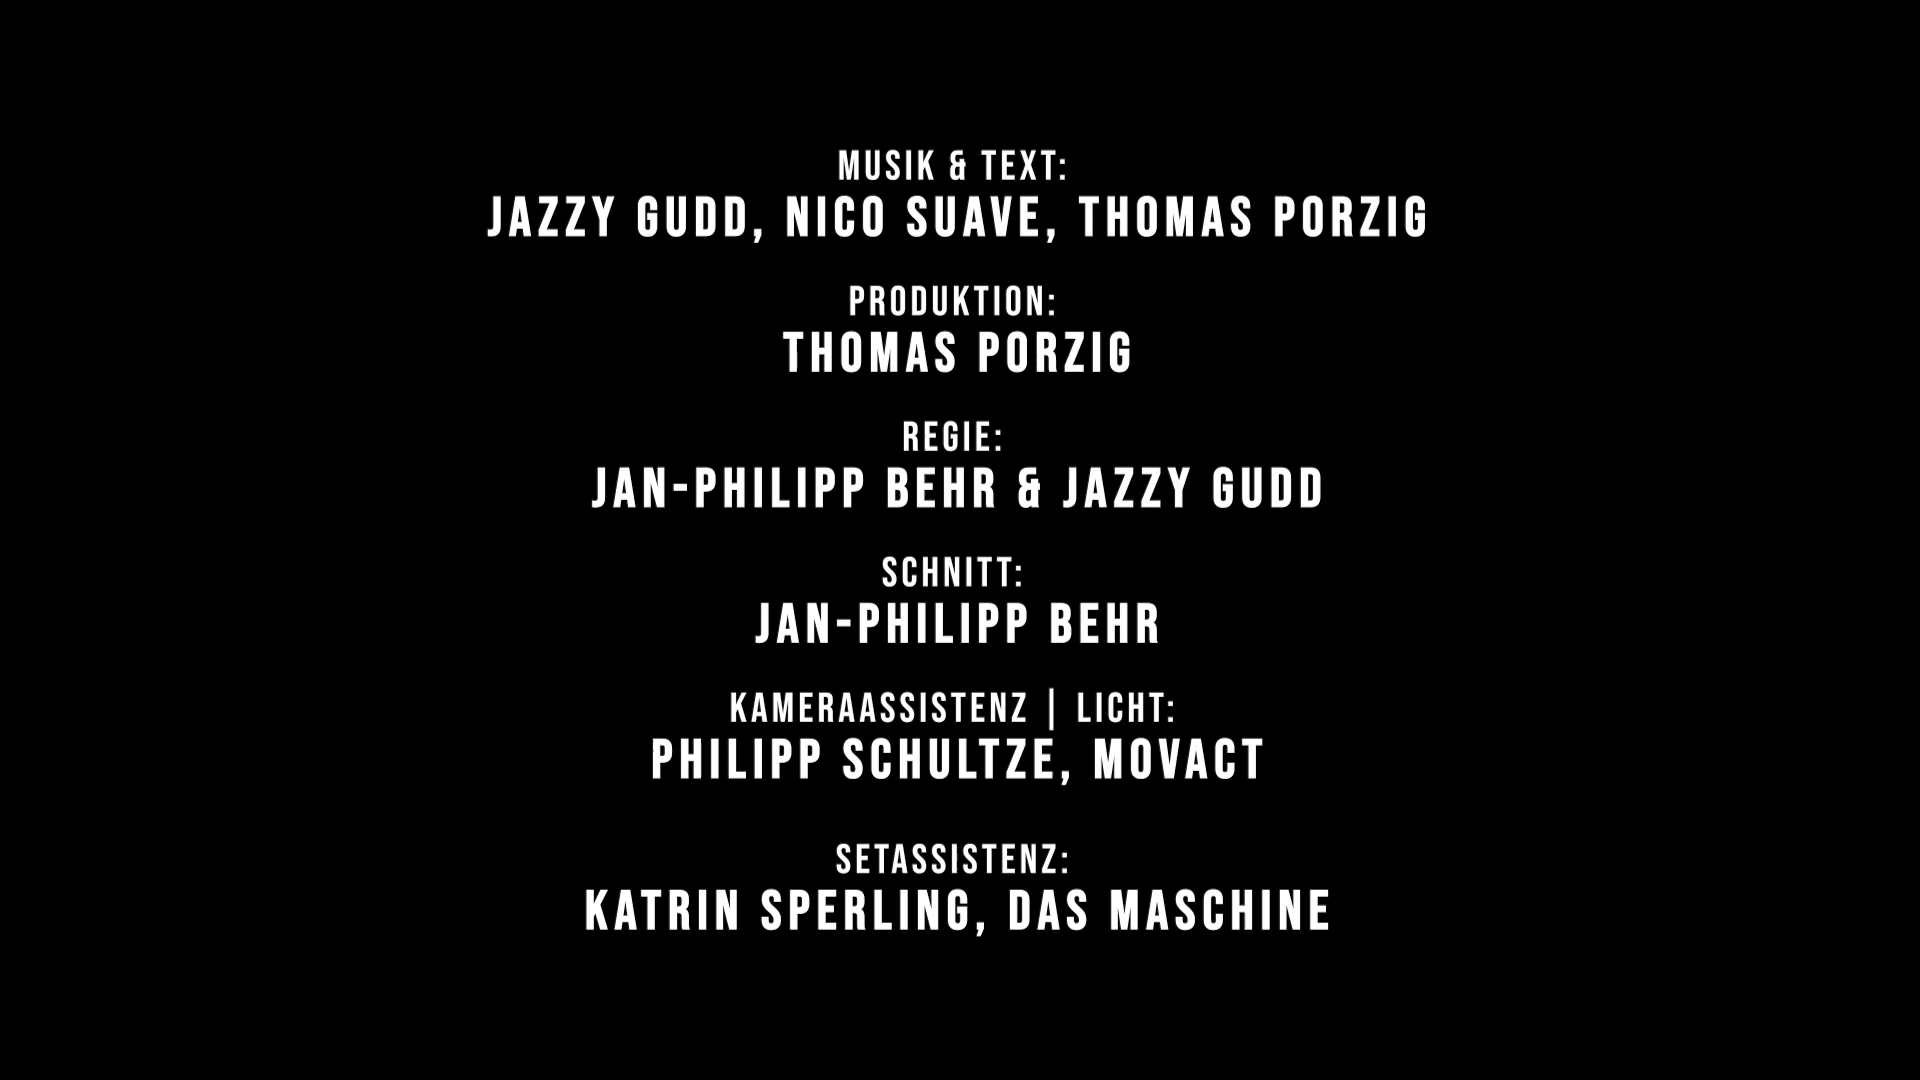 MUSIK & TEXT:
JAZZY GUDD, NICO SUAVE, THOMAS PORZIG
PRODUKTION:
THOMAS PORZIG
REGIE:
JAN-PHILIPP BEHR & JAZZY GUDD
SCHNITT:
JAN-PHILIPP BEHR
KAMERAASSISTENZ | LICHT:
PHILIPP SCHULTZE, MOVACT
SETASSISTENZ:
KATRIN SPERLING, DAS MASCHINE